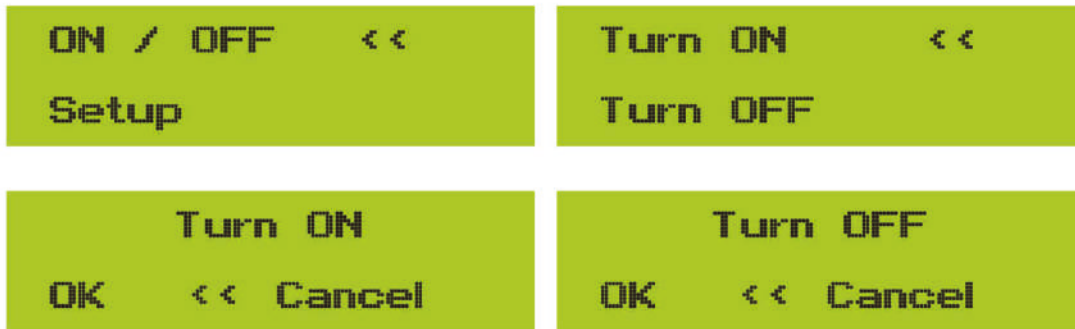 ON / OFF <<
Setup
Turn ON <<
Turn OFF
Turn ON
OK << Cancel
Turn OFF
OK << Cancel